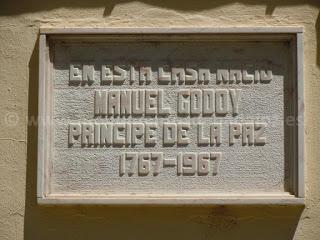 EN ESTA CASA NACIO
MANUEL GODOY
PRINCIPE DE LA PAZ
1767-1967